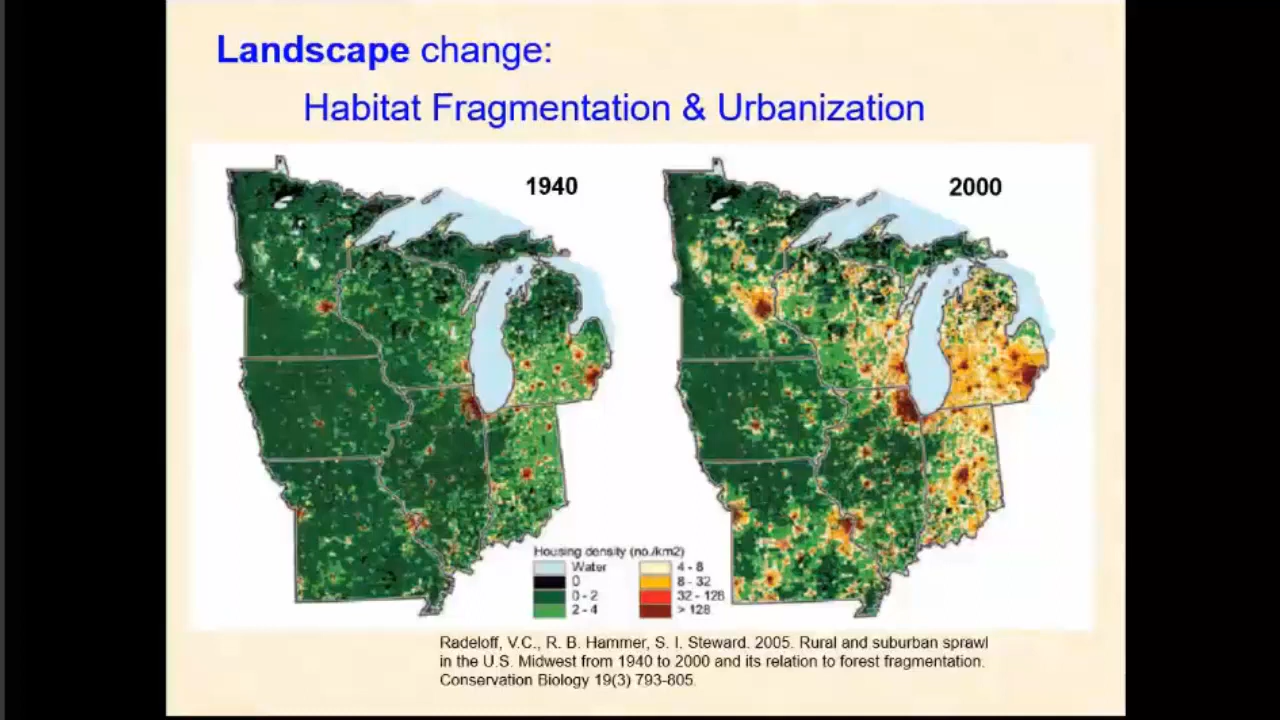 Landscape change:
Habitat Fragmentation & Urbanization
1940
2000
Housing density (no./km2)
Water
0
0 - 2
2 - 4
4 - 8
8 - 32
32 - 128
> 128
Radeloff, V.C., R. B. Hammer, S. I. Steward. 2005. Rural and suburban sprawl
in the U.S. Midwest from 1940 to 2000 and its relation to forest fragmentation.
Conservation Biology 19(3) 793-805.